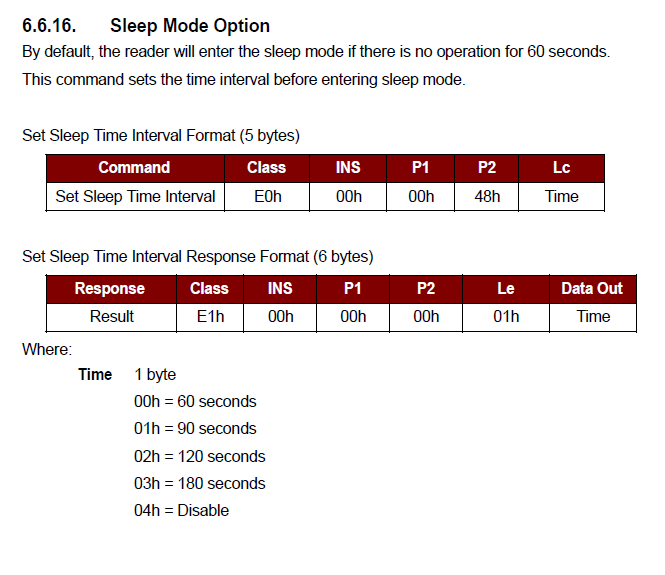 6.6.16. Sleep Mode Option
By default, the reader will enter the sleep mode if there is no operation for 60 seconds.
This command sets the time interval before entering sleep mode.
Set Sleep Time Interval Format (5 bytes)
Command Class INS P1 P2 Lc
Set Sleep Time Interval E0h 00h 00h 48h Time
Set Sleep Time Interval Response Format (6 bytes)
Response Class INS P1 P2 Le Data Out
Result E1h 00h 00h 00h 01h Time
Where:
Time 1 byte
00h = 60 seconds
01h = 90 seconds
02h = 120 seconds
03h = 180 seconds
04h = Disable